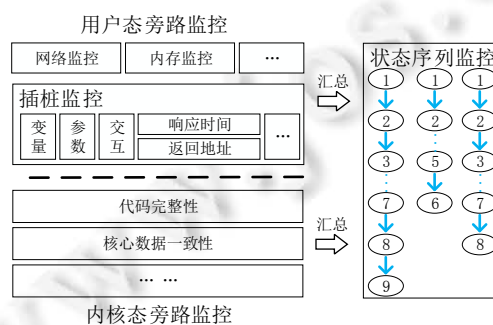 用户态旁路监控
网络监控 内存监控 ...
插桩监控
变量 参数 交互 响应时间 返回地址 ...
汇总
代码完整性
核心数据一致性
... ...
汇总
内核态旁路监控
状态序列监控
1 1 1
2 2 2
3 5 3
7 6 7
8 8
9